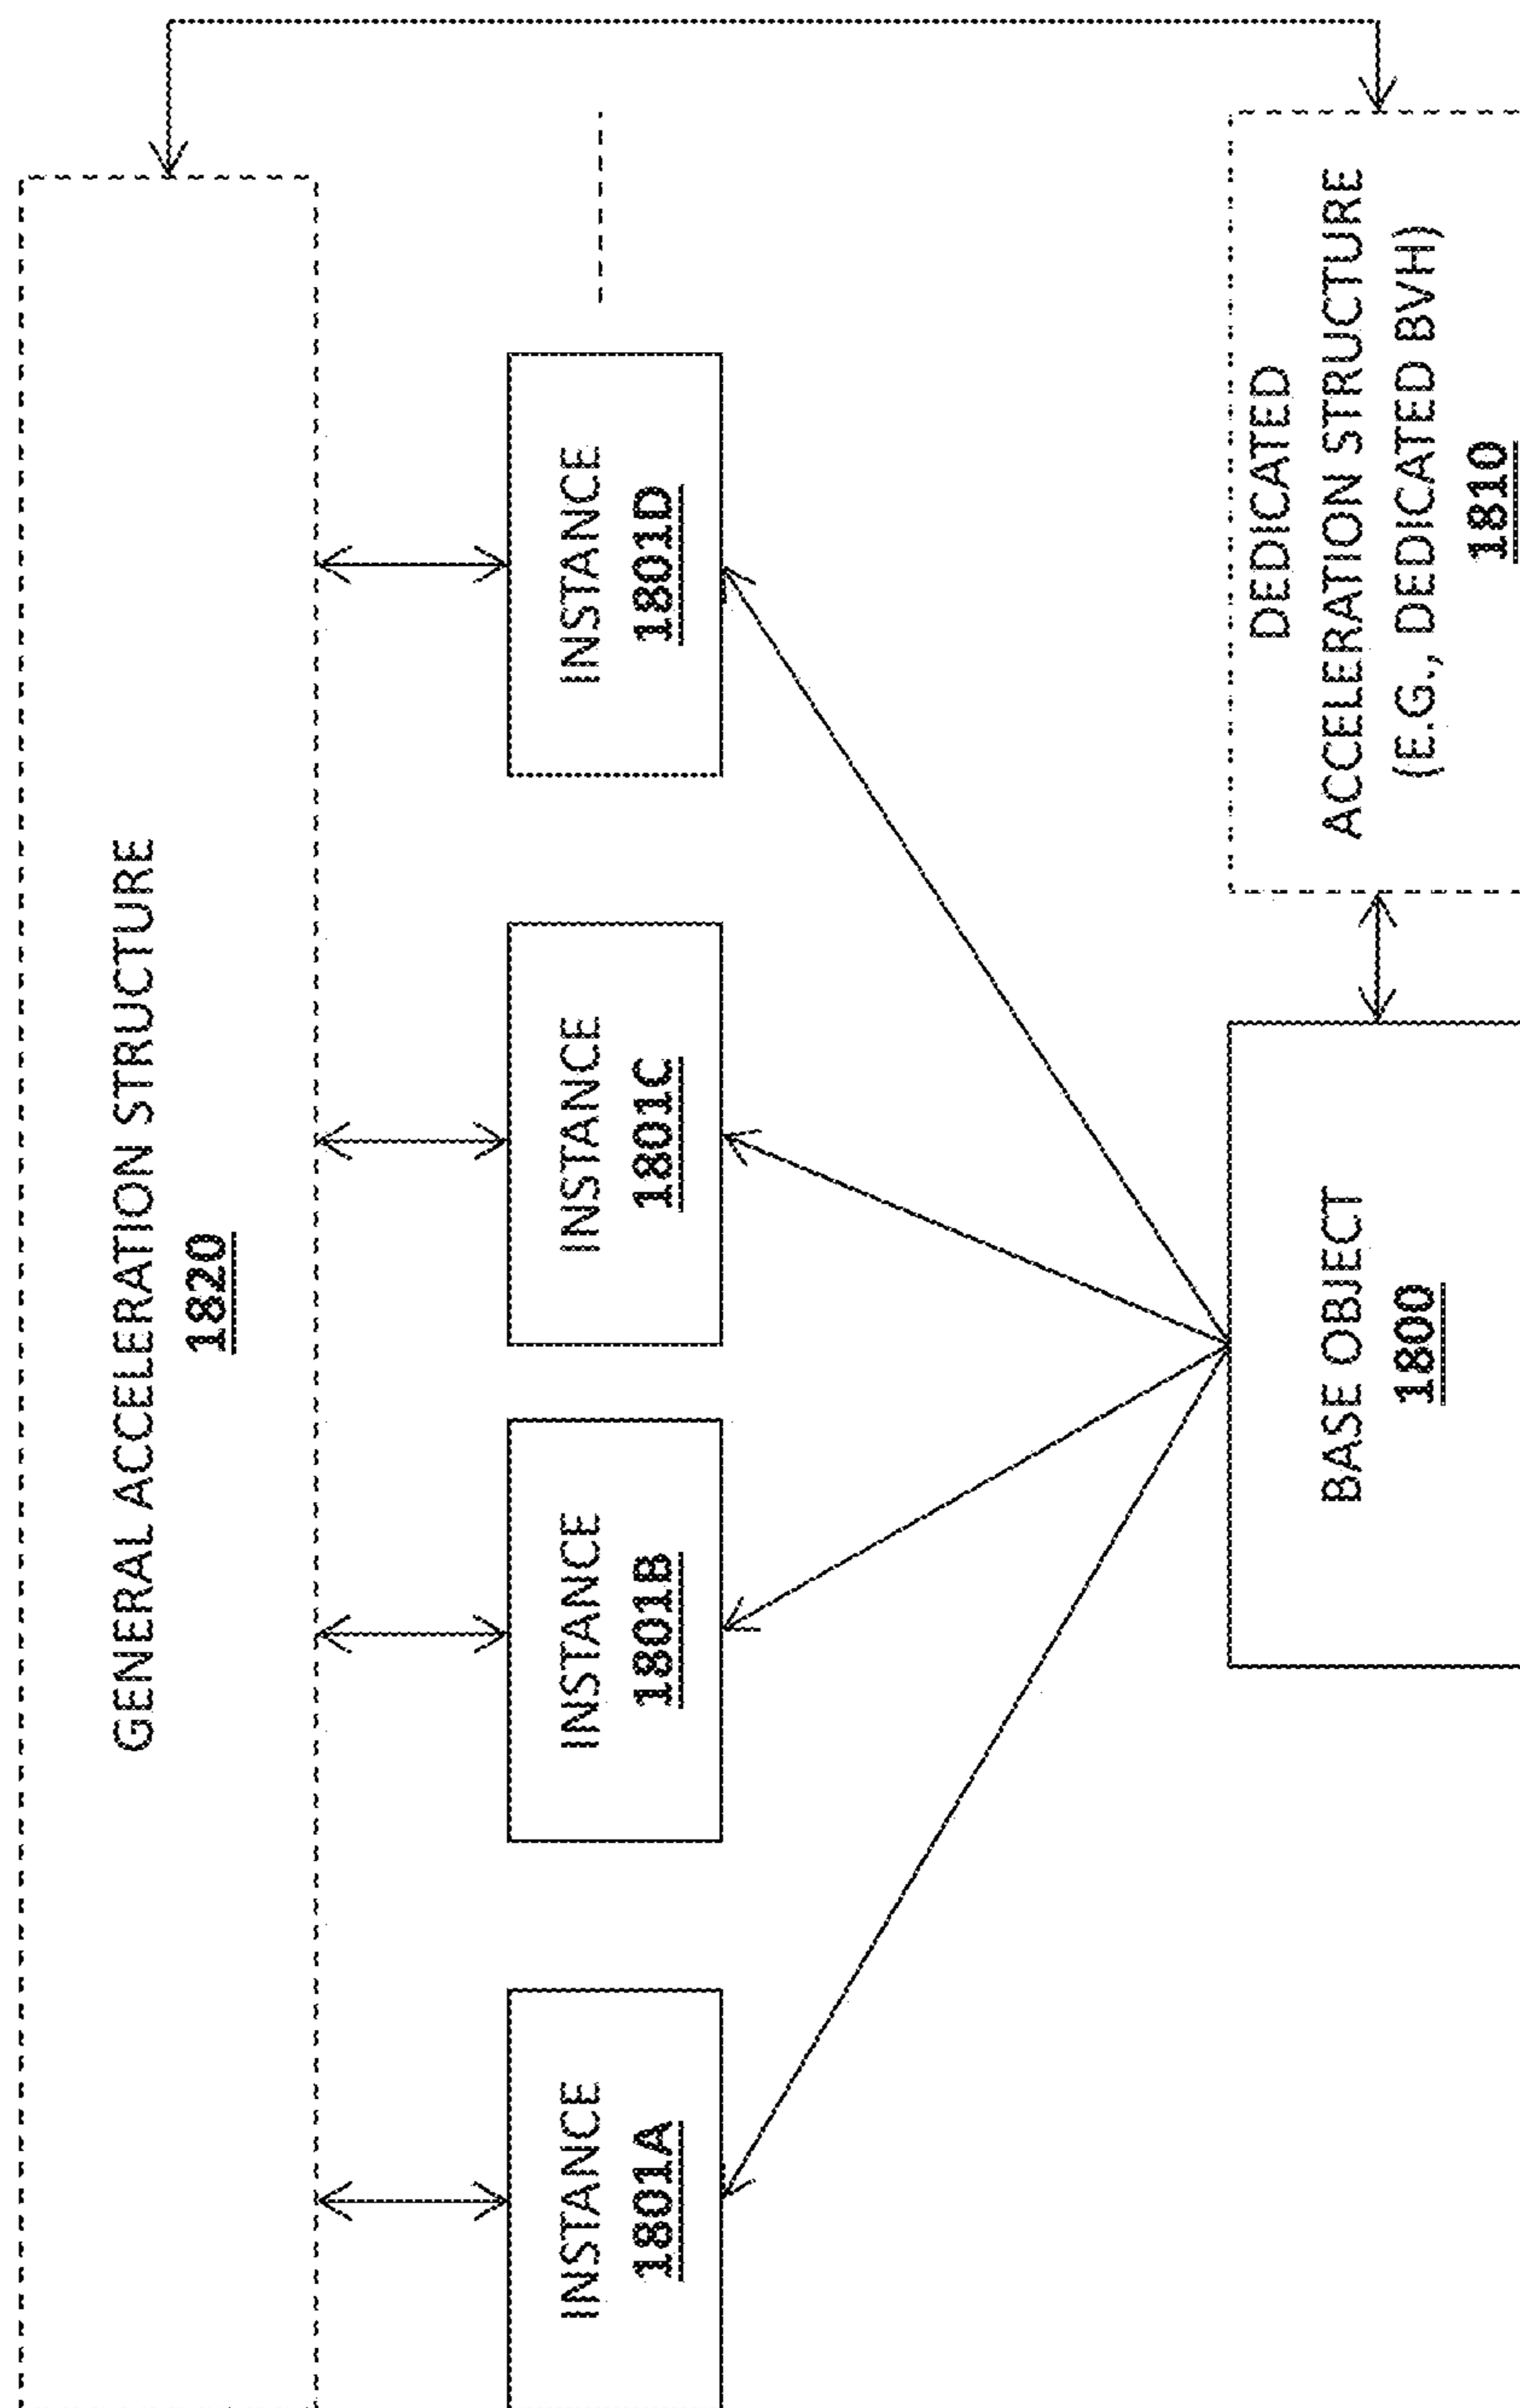 GENERAL ACCELERATION STRUCTURE
1820
INSTANCE
1801A
INSTANCE
1801B
INSTANCE
1801C
INSTANCE
1801D
BASE OBJECT
1800
DEDICATED
ACCELERATION STRUCTURE
(E.G., DEDICATED BVH)
1810